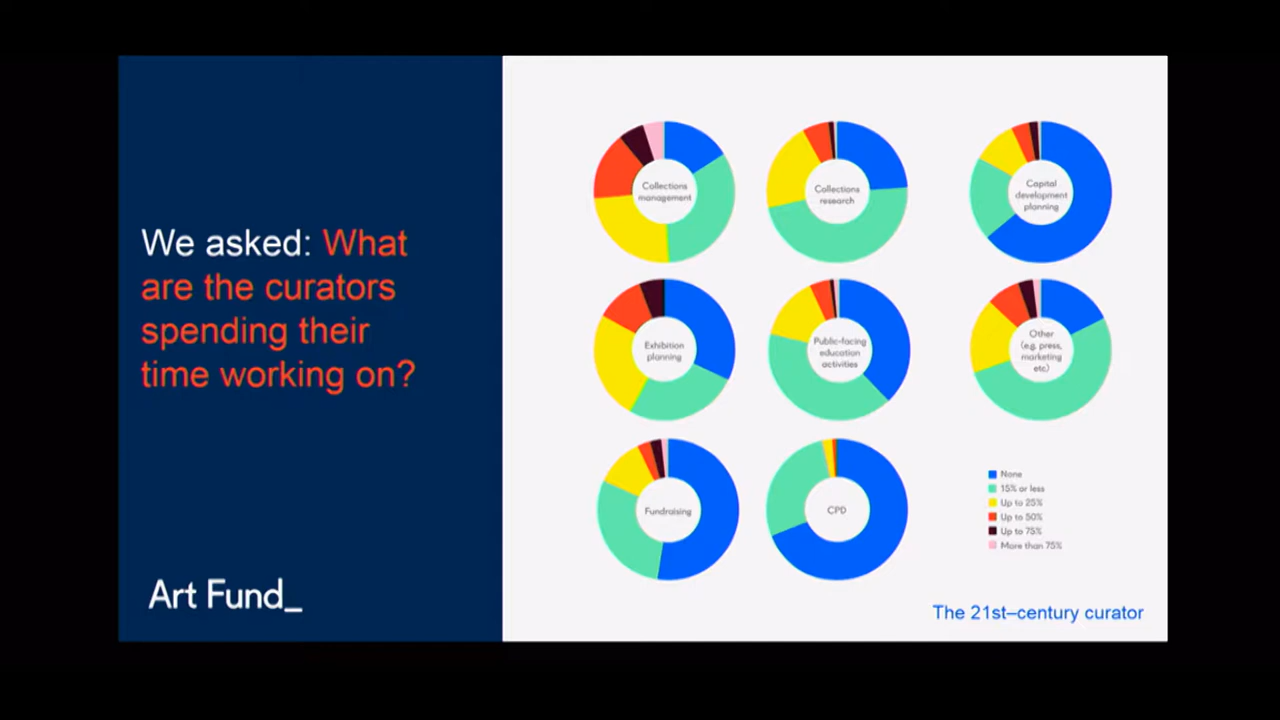 We asked: What
are the curators
spending their
time working on?
Art Fund_
Collections
management
Collections
research
Capital
development
planning
Exhibition
planning
Public-facing
education
activities
Other
(e.g. press,
marketing
etc)
Fundraising
CPD
None
15% or less
Up to 25%
Up to 50%
Up to 75%
More than 75%
The 21st–century curator